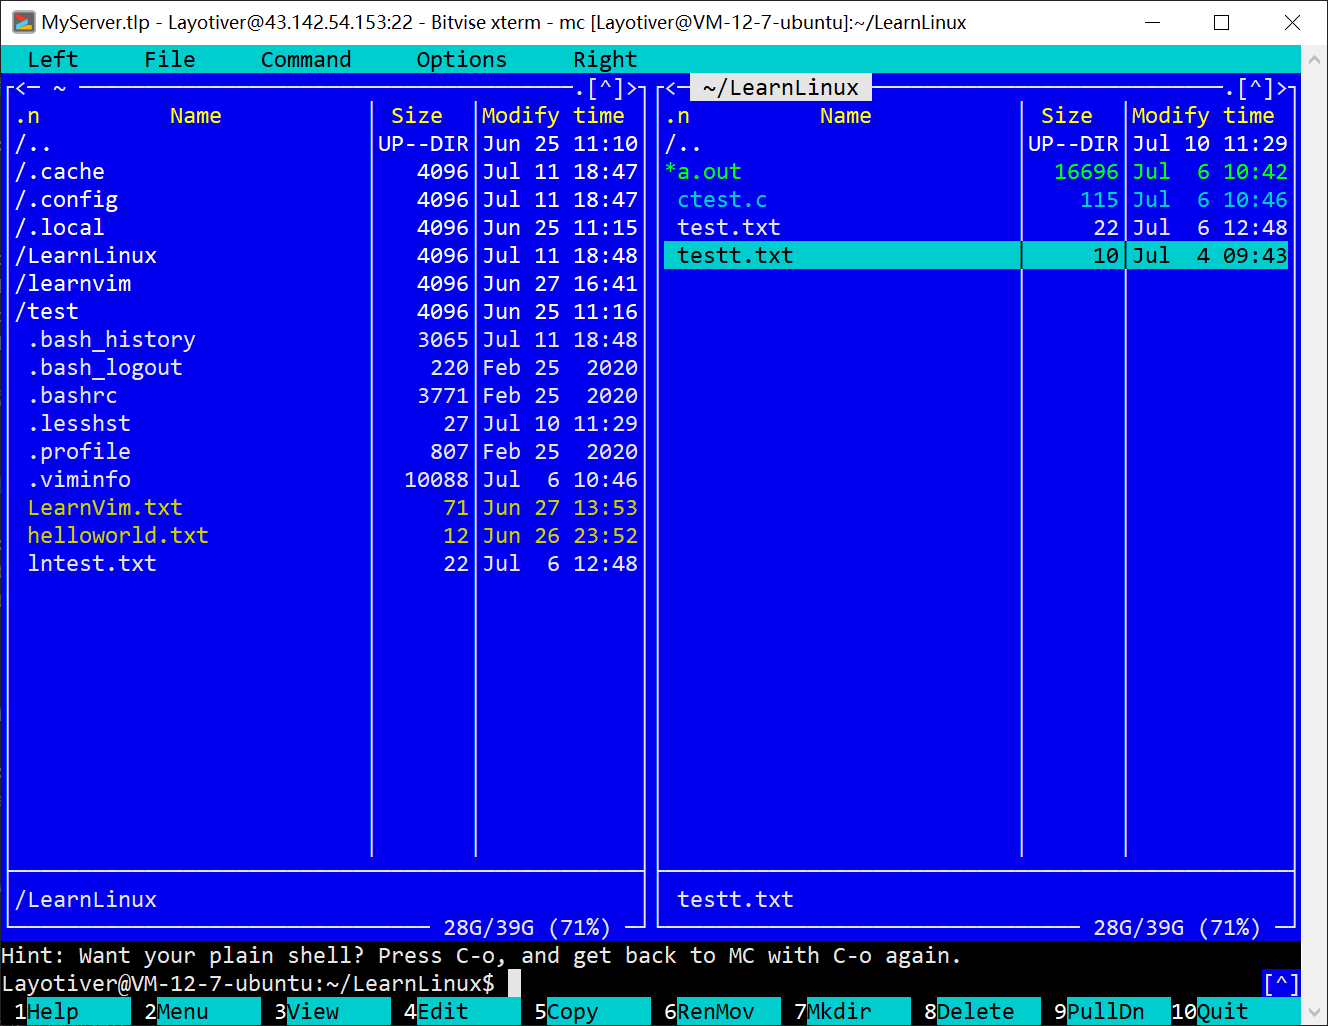 MyServer.tlp - Layotiver@43.142.54.153:22 - Bitvise xterm - mc [Layotiver@VM-12-7-ubuntu]:~/LearnLinux
Left File Command Options Right
<─ ~ ─.[^]> <─ ~/LearnLinux ─.[^]>
.n Name Size Modify time .n Name Size Modify time
/.. UP--DIR Jun 25 11:10 /.. UP--DIR Jul 10 11:29
/.cache 4096 Jul 11 18:47 *a.out 16696 Jul 6 10:42
/.config 4096 Jul 11 18:47 ctest.c 115 Jul 6 10:46
/.local 4096 Jun 25 11:15 test.txt 22 Jul 6 12:48
/LearnLinux 4096 Jul 11 18:48 testt.txt 10 Jul 4 09:43
/learnvim 4096 Jun 27 16:41
/test 4096 Jun 25 11:16
.bash_history 3065 Jul 11 18:48
.bash_logout 220 Feb 25 2020
.bashrc 3771 Feb 25 2020
.lesshst 27 Jul 10 11:29
.profile 807 Feb 25 2020
.viminfo 10088 Jul 6 10:46
LearnVim.txt 71 Jun 27 13:53
helloworld.txt 12 Jun 26 23:52
lntest.txt 22 Jul 6 12:48
/LearnLinux testt.txt
28G/39G (71%) 28G/39G (71%)
Hint: Want your plain shell? Press C-o, and get back to MC with C-o again.
Layotiver@VM-12-7-ubuntu:~/LearnLinux$ [^]
1Help 2Menu 3View 4Edit 5Copy 6RenMov 7Mkdir 8Delete 9PullDn 10Quit